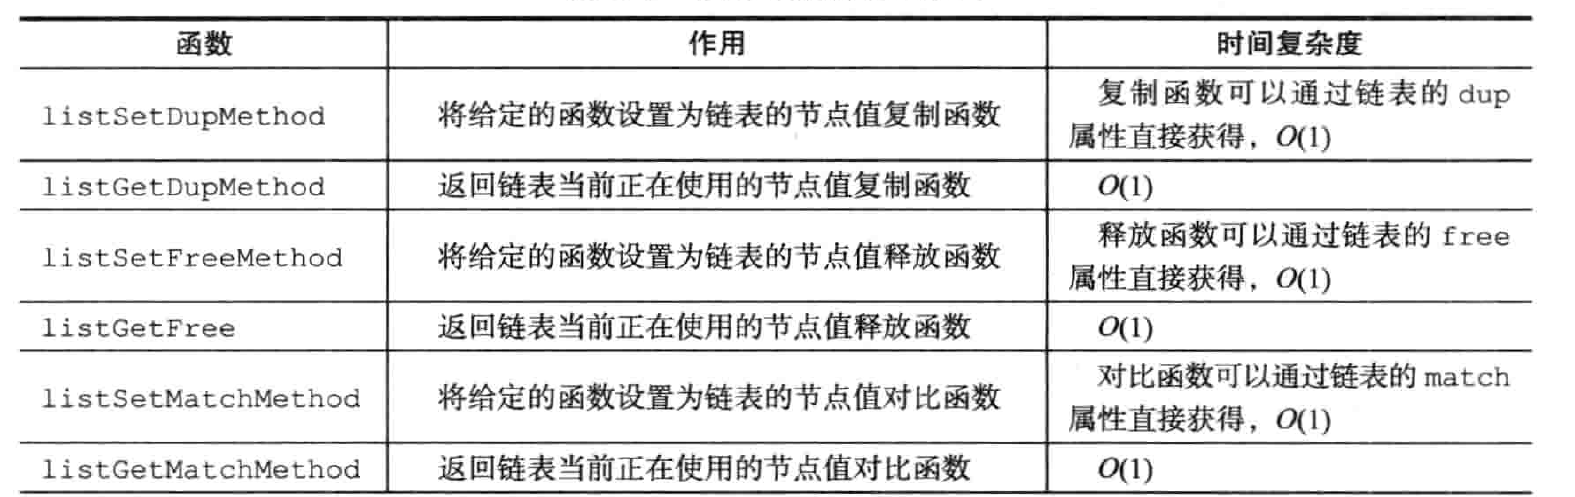 函数 作用 时间复杂度
listSetDupMethod 将给定的函数设置为链表的节点值复制函数 复制函数可以通过链表的 dup
属性直接获得，O(1)
listGetDupMethod 返回链表当前正在使用的节点值复制函数 O(1)
listSetFreeMethod 将给定的函数设置为链表的节点值释放函数 释放函数可以通过链表的 free
属性直接获得，O(1)
listGetFree 返回链表当前正在使用的节点值释放函数 O(1)
listSetMatchMethod 将给定的函数设置为链表的节点值对比函数 对比函数可以通过链表的 match
属性直接获得，O(1)
listGetMatchMethod 返回链表当前正在使用的节点值对比函数 O(1)